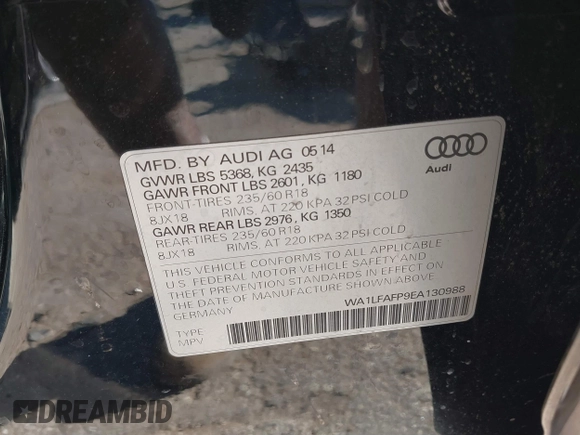 MFD. BY AUDI AG 05 14
GVWR LBS 5368, KG 2435
GAWR FRONT LBS 2601, KG 1180
FRONT-TIRES 235/60 R18
8JX18 RIMS, AT 220 KPA 32 PSI COLD
GAWR REAR LBS 2976, KG 1350
REAR-TIRES 235/60 R18
8JX18 RIMS, AT 220 KPA 32 PSI COLD
THIS VEHICLE CONFORMS TO ALL APPLICABLE
U.S. FEDERAL MOTOR VEHICLE SAFETY AND
THEFT PREVENTION STANDARDS IN EFFECT ON
THE DATE OF MANUFACTURE SHOWN ABOVE
GERMANY
Audi
WA1LFAFP9EA130988
TYPE
MPV
DREAMBID